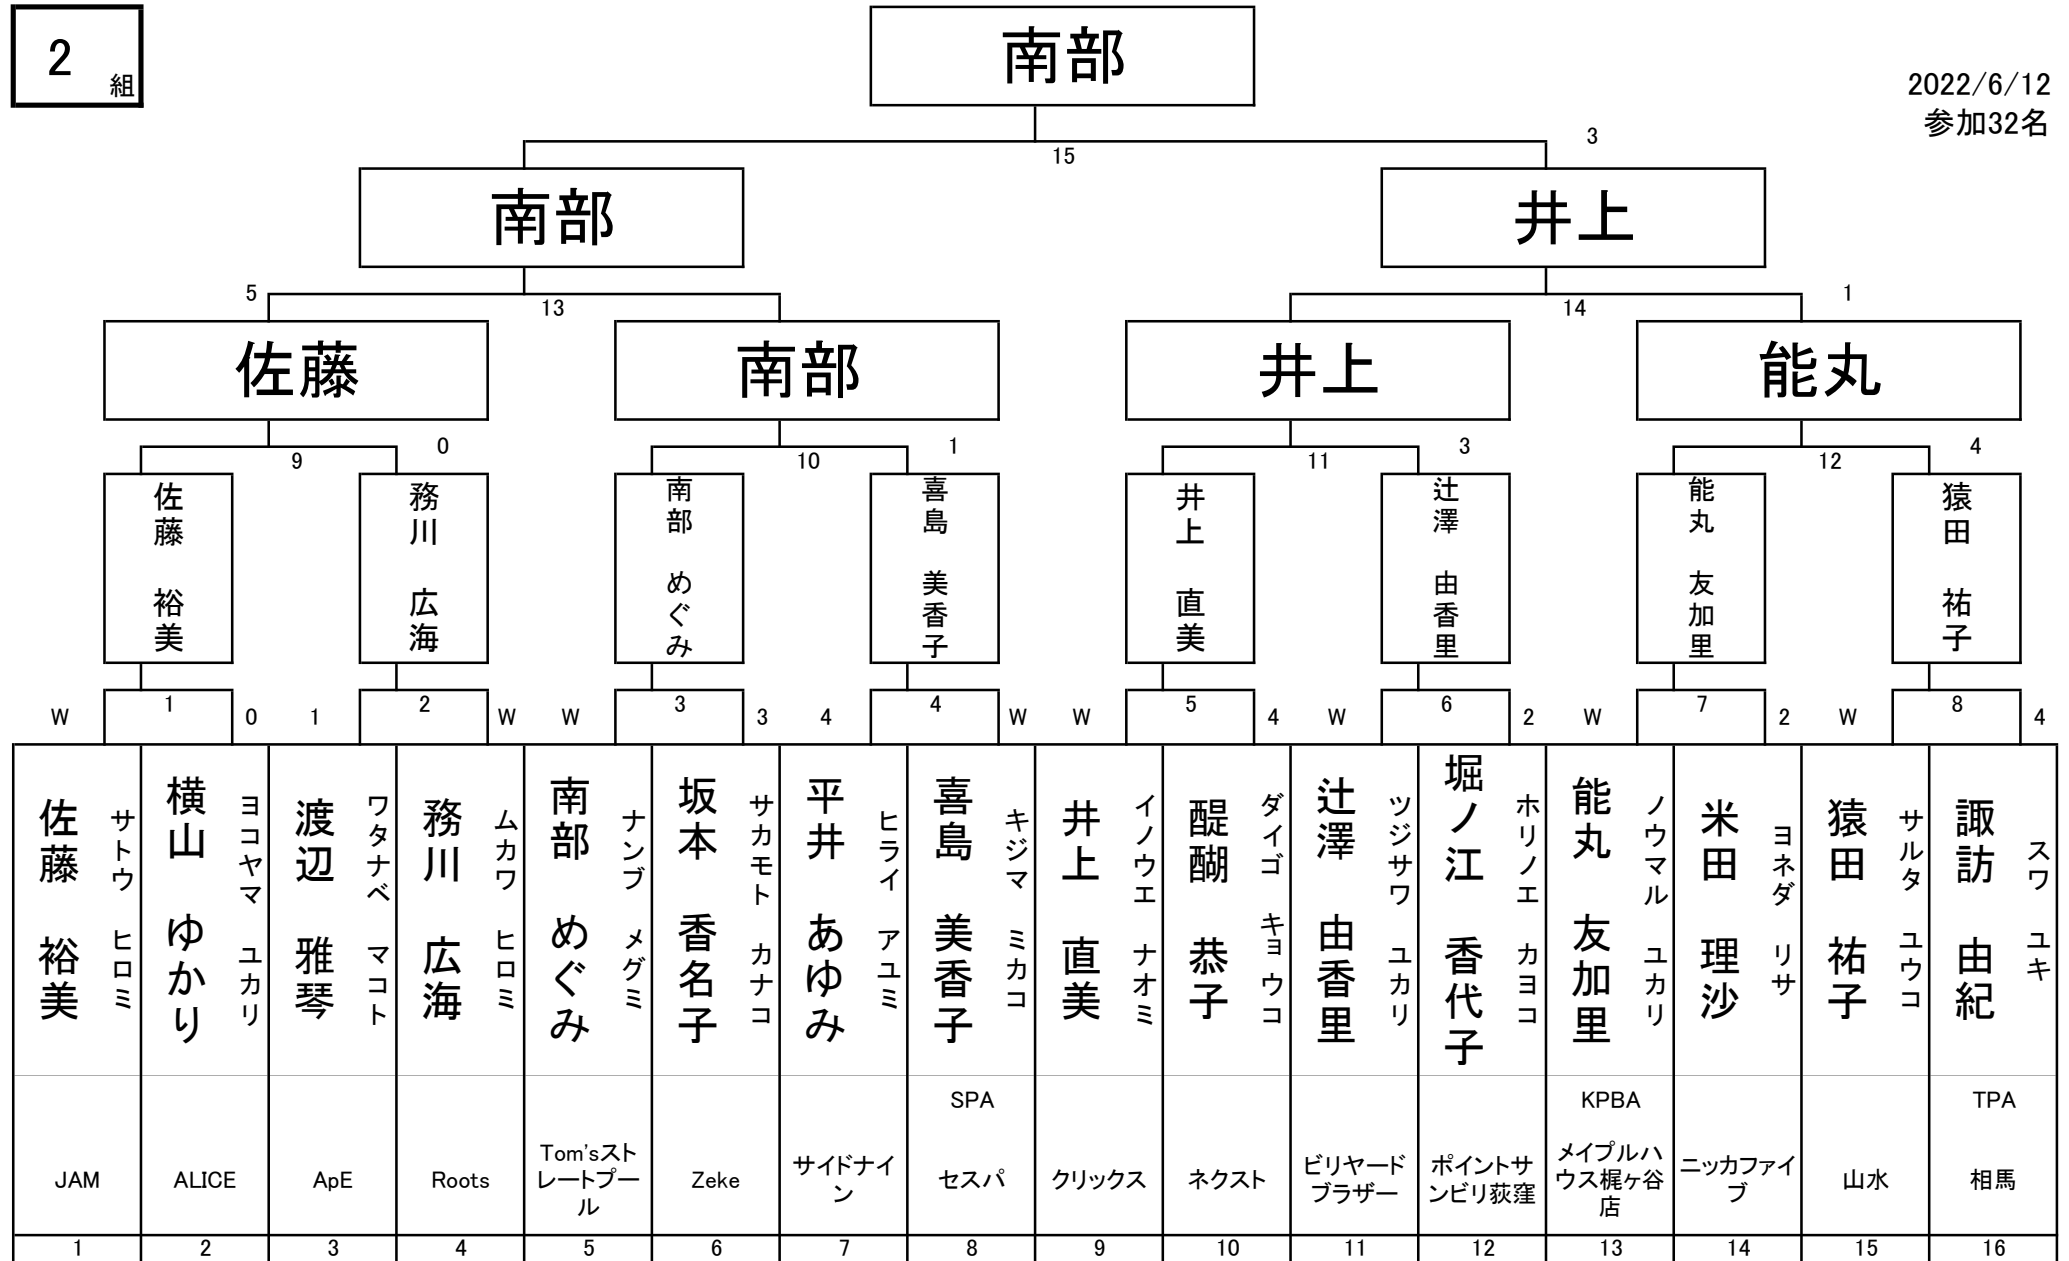 2 組
南部
2022/6/12
参加32名
3
15
南部
井上
5
13
14
1
佐藤
南部
井上
能丸
9
0
10
1
11
3
12
4
佐藤 裕美
務川 広海
南部 めぐみ
喜島 美香子
井上 直美
辻澤 由香里
能丸 友加里
猿田 祐子
W 1 0
1 2 W
W 3 3
4 4 W
W 5 4
W 6 2
W 7 2
W 8 4
佐藤 裕美
サトウ ヒロミ
横山 ゆかり
ヨコヤマ ユカリ
渡辺 雅琴
ワタナベ マコト
務川 広海
ムカワ ヒロミ
南部 めぐみ
ナンブ メグミ
坂本 香名子
サカモト カナコ
平井 あゆみ
ヒライ アユミ
喜島 美香子
キジマ ミカコ
井上 直美
イノウエ ナオミ
醍醐 恭子
ダイゴ キョウコ
辻澤 由香里
ツジサワ ユカリ
堀ノ江 香代子
ホリノエ カヨコ
能丸 友加里
ノウマル ユカリ
米田 理沙
ヨネダ リサ
猿田 祐子
サルタ ユウコ
諏訪 由紀
スワ ユキ
SPA
KPBA
TPA
JAM
ALICE
ApE
Roots
Tom'sスト
レートプー
ル
Zeke
サイドナイ
ン
セスパ
クリックス
ネクスト
ビリヤード
ブラザー
ポイントサ
ンビリ荻窪
メイプルハ
ウス梶ヶ谷
店
ニッカファイ
ブ
山水
相馬
1 2 3 4 5 6 7 8 9 10 11 12 13 14 15 16